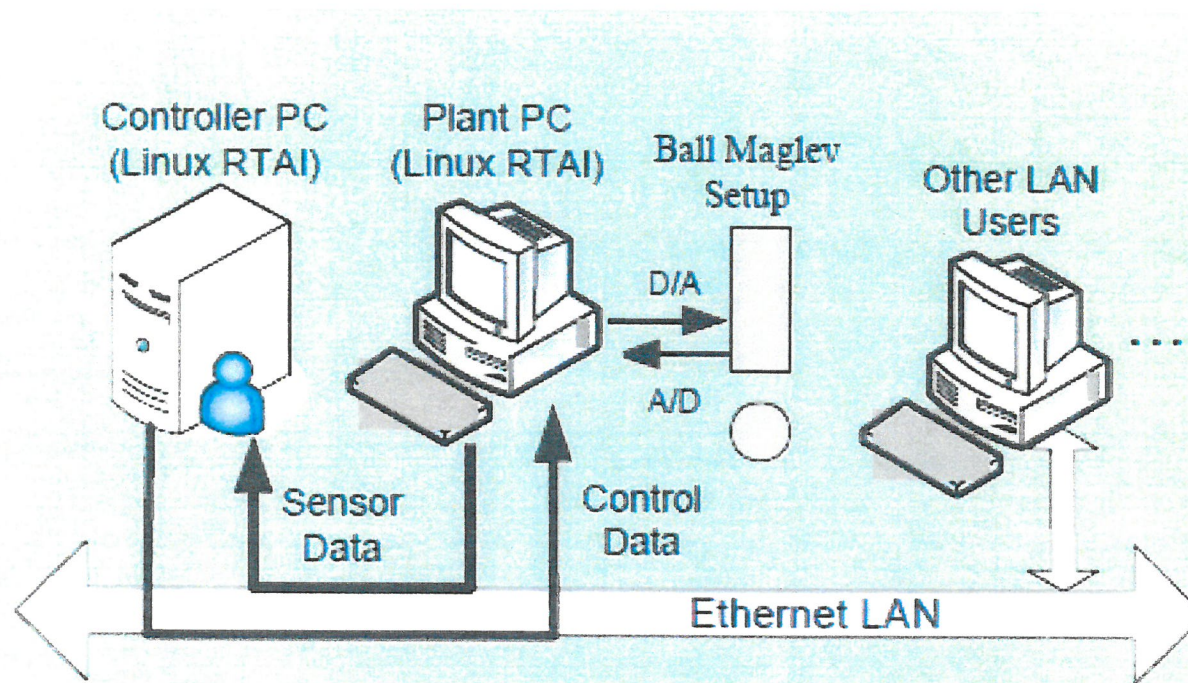 Controller PC
(Linux RTAI)
Plant PC
(Linux RTAI)
Ball Maglev
Setup
Other LAN
Users
D/A
A/D
....
Sensor
Data
Control
Data
Ethernet LAN